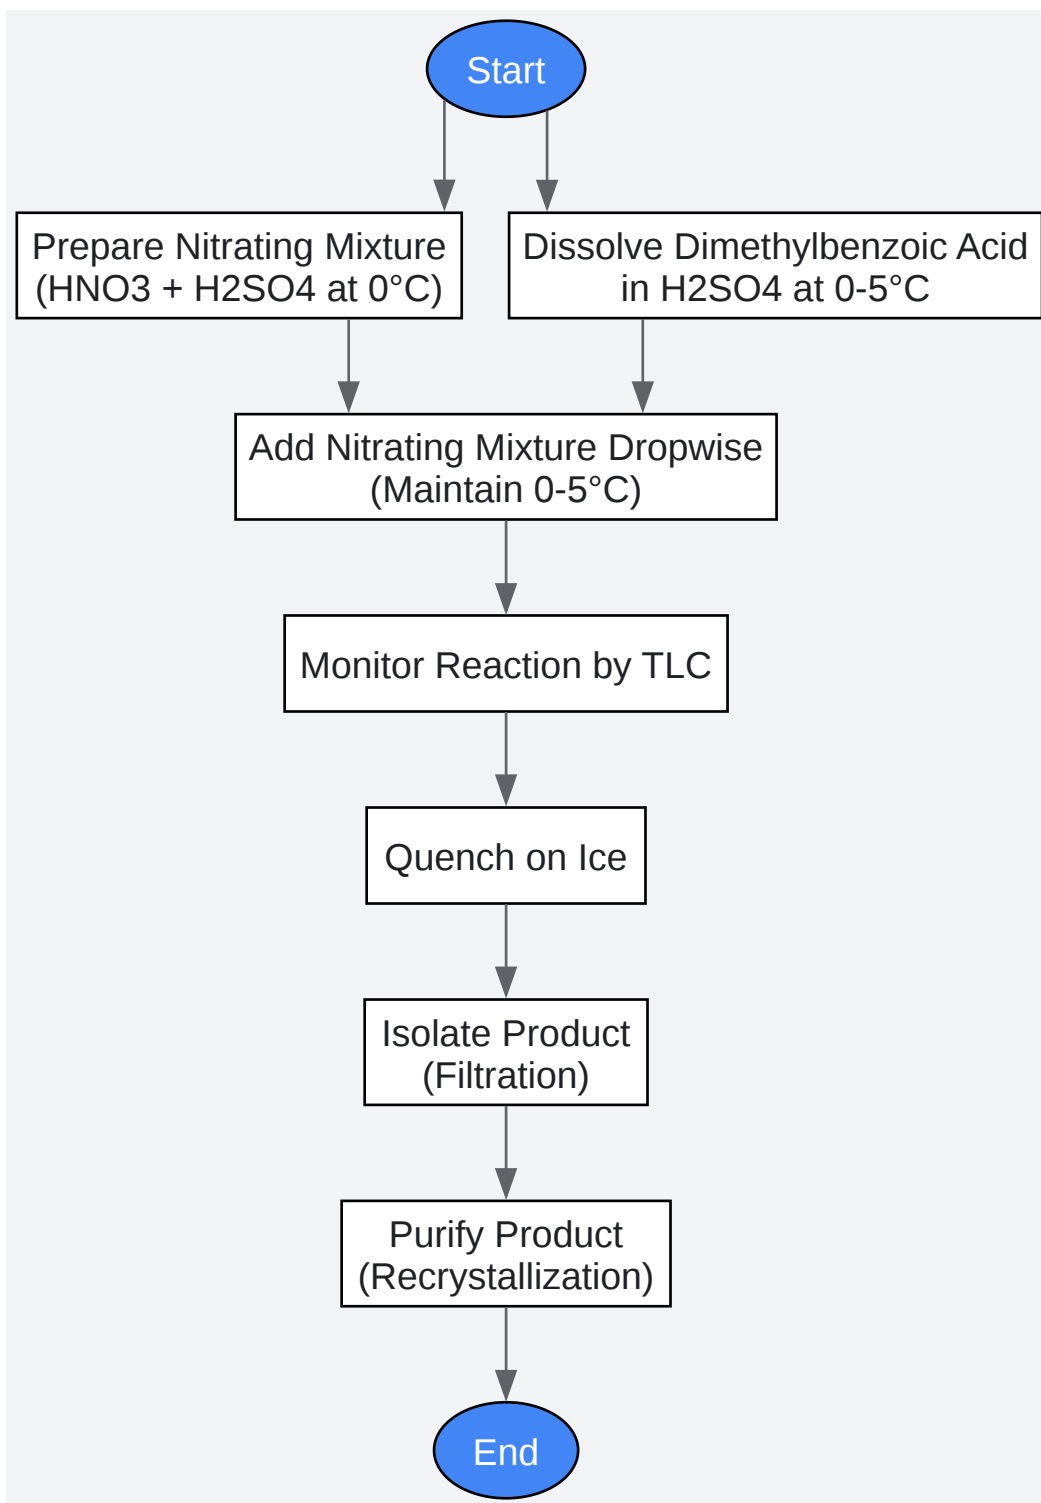 Start
Prepare Nitrating Mixture
(HNO3 + H2SO4 at 0°C)
Dissolve Dimethylbenzoic Acid
in H2SO4 at 0-5°C
Add Nitrating Mixture Dropwise
(Maintain 0-5°C)
Monitor Reaction by TLC
Quench on Ice
Isolate Product
(Filtration)
Purify Product
(Recrystallization)
End